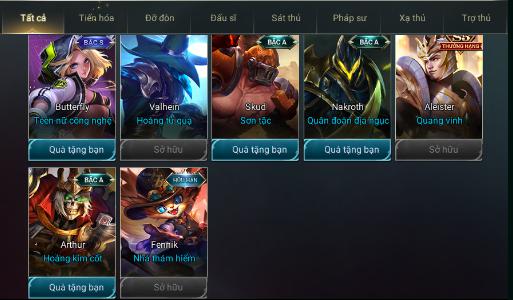 Tất cả Tiến hóa Đỡ đòn Đấu sĩ Sát thủ Pháp sư Xạ thủ Trợ thủ
BẬC S BẬC A BẬC A THƯỞNG HẠNG
Butterfly Valhein Skud Nakroth Aleister
Teen nữ công nghệ Hoàng tử quạ Sơn tặc Quân đoàn địa ngục Quang vinh
Quà tặng bạn Sở hữu Quà tặng bạn Quà tặng bạn Sở hữu
BẬC A HỮU HẠN
Arthur Fennik
Hoàng kim cốt Nhà thám hiểm
Quà tặng bạn Sở hữu